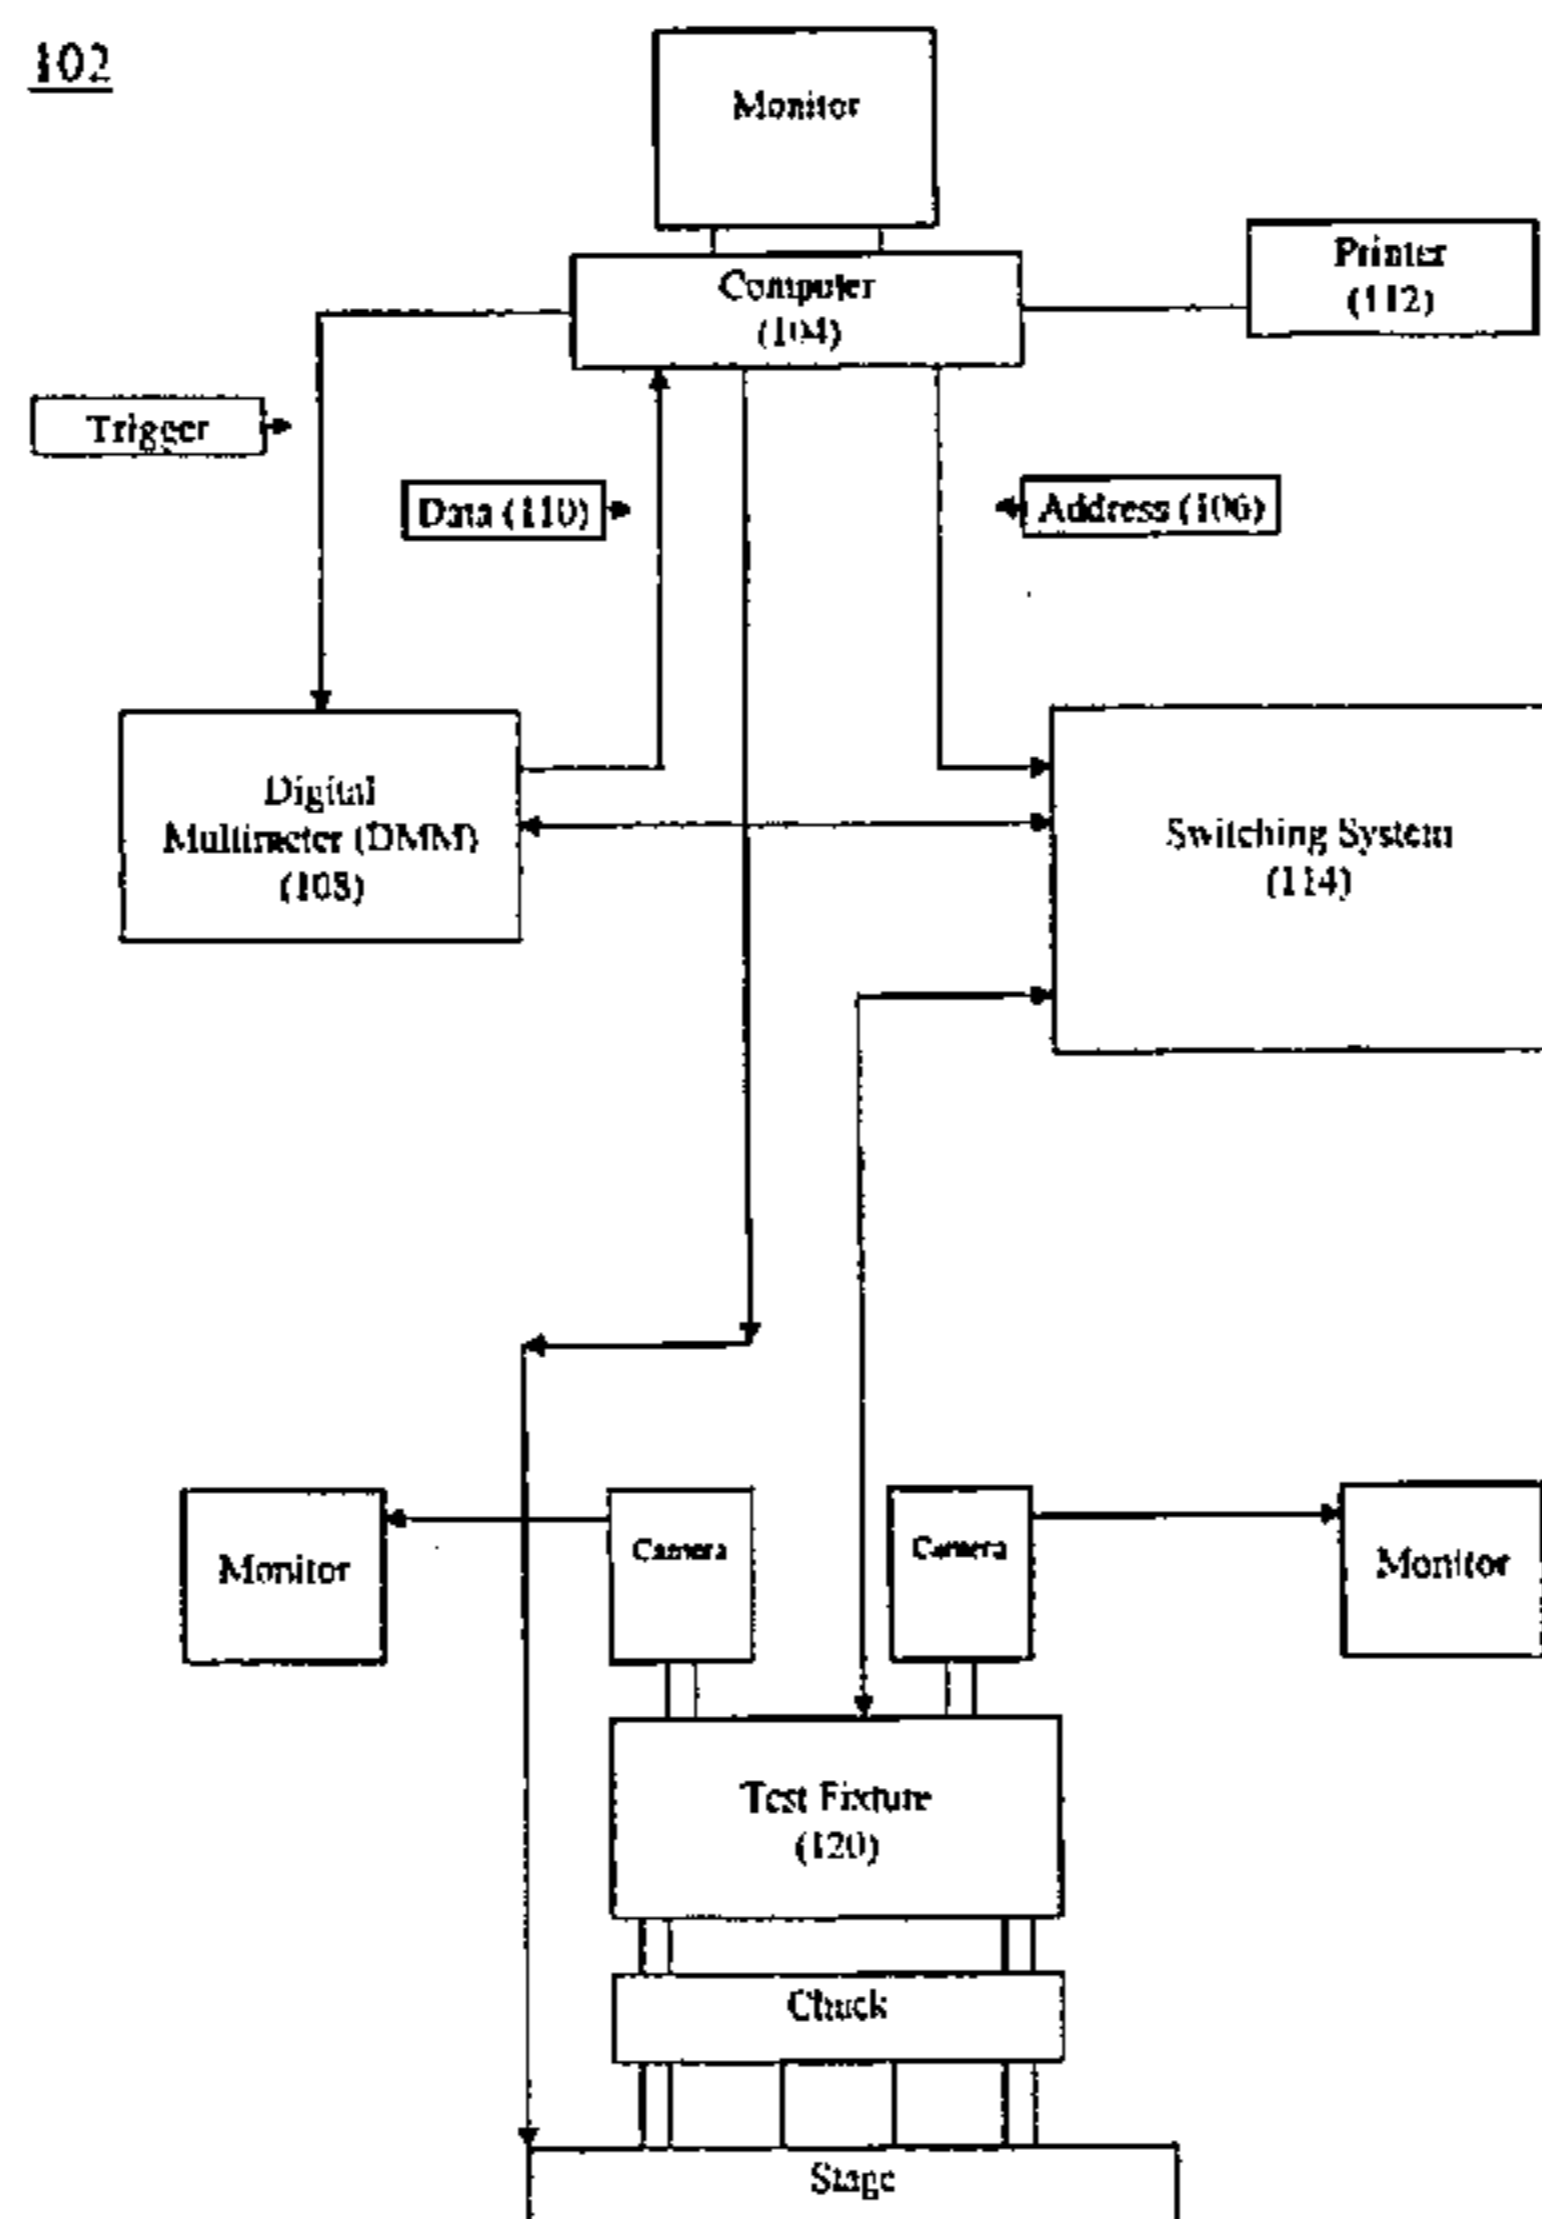 102
Monitor
Computer
(104)
Printer
(112)
Trigger
Data (110)
Address (106)
Digital
Multimeter (DMM)
(108)
Switching System
(114)
Monitor
Camera
Camera
Monitor
Test Fixture
(120)
Chuck
Stage